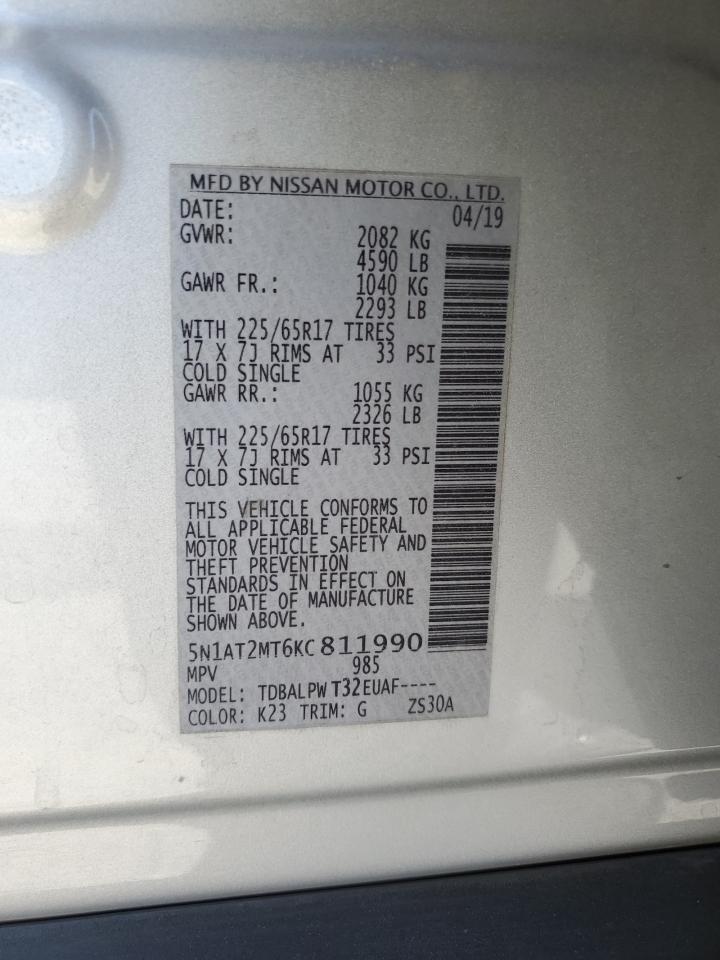 MFD BY NISSAN MOTOR CO., LTD.
DATE: 04/19
GVWR: 2082 KG
4590 LB
GAWR FR.: 1040 KG
2293 LB
WITH 225/65R17 TIRES
17 X 7J RIMS AT 33 PSI
COLD SINGLE
GAWR RR.: 1055 KG
2326 LB
WITH 225/65R17 TIRES
17 X 7J RIMS AT 33 PSI
COLD SINGLE
THIS VEHICLE CONFORMS TO
ALL APPLICABLE FEDERAL
MOTOR VEHICLE SAFETY AND
THEFT PREVENTION
STANDARDS IN EFFECT ON
THE DATE OF MANUFACTURE
SHOWN ABOVE.
5N1AT2MT6KC811990
MPV 985
MODEL: TDBALPWT32EUAF----
COLOR: K23 TRIM: G ZS30A